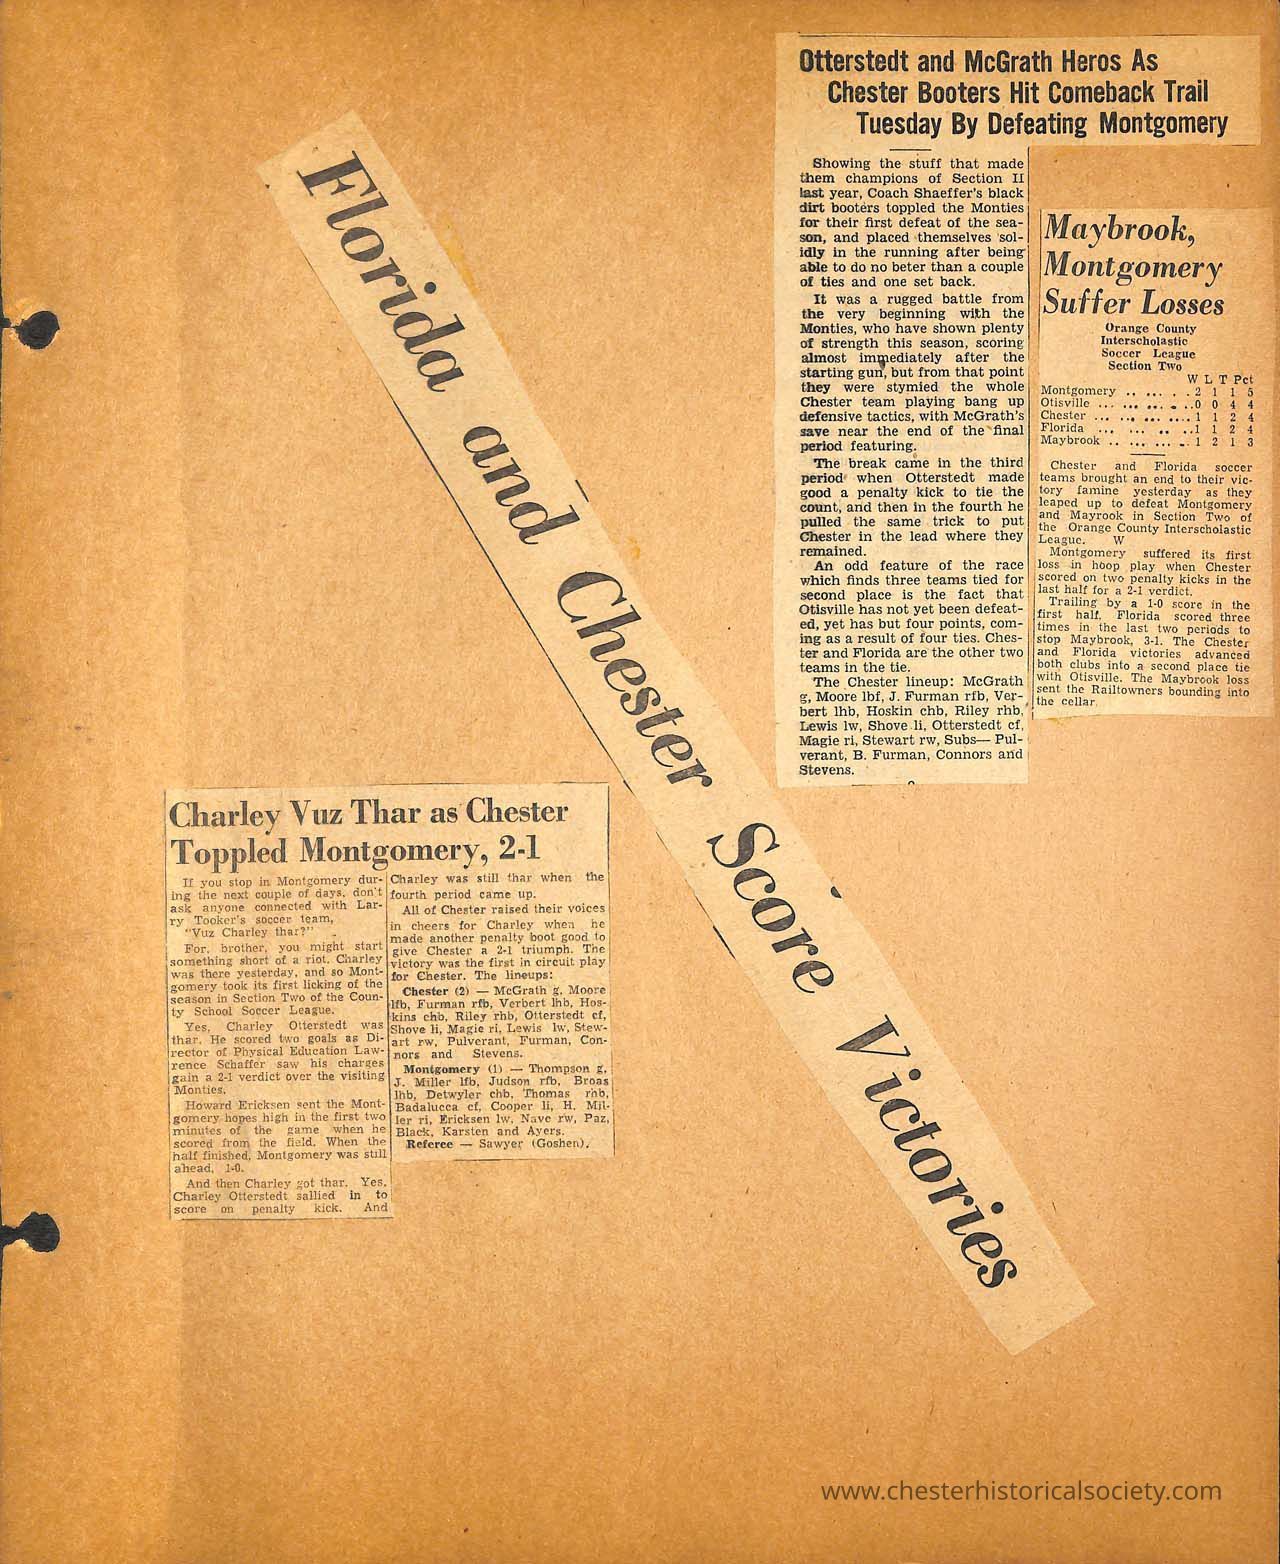 Otterstedt and McGrath Heros As
Chester Booters Hit Comeback Trail
Tuesday By Defeating Montgomery
Showing the stuff that made
them champions of Section II
last year, Coach Shaeffer's black
dirt booters toppled the Monties
for their first defeat of the sea-
son, and placed themselves sol-
idly in the running after being
able to do no beter than a couple
of ties and one set back.
It was a rugged battle from
the very beginning with the
Monties, who have shown plenty
of strength this season, scoring
almost immediately after the
starting gun, but from that point
they were stymied the whole
Chester team playing bang up
defensive tactics, with McGrath's
save near the end of the final
period featuring.
The break came in the third
period when Otterstedt made
good a penalty kick to tie the
count, and then in the fourth he
pulled the same trick to put
Chester in the lead where they
remained.
An odd feature of the race
which finds three teams tied for
second place is the fact that
Otisville has not yet been defeat-
ed, yet has but four points, com-
ing as a result of four ties. Ches-
ter and Florida are the other two
teams in the tie.
The Chester lineup: McGrath
g, Moore lbf, J. Furman rfb, Ver-
bert lhb, Hoskin chb, Riley rhb,
Lewis lw, Shove li, Otterstedt cf,
Magie ri, Stewart rw, Subs— Pul-
verant, B. Furman, Connors and
Stevens.
Maybrook,
Montgomery
Suffer Losses
Orange County
Interscholastic
Soccer League
Section Two
W L T Pct
Montgomery .. ... . . 2 1 1 5
Otisville ... ... ... . ..0 0 4 4
Chester ... ... ... ....1 1 2 4
Florida ... ... .. ..1 1 2 4
Maybrook .. ... ... . 1 2 1 3
Chester and Florida soccer
teams brought an end to their vic-
tory famine yesterday as they
leaped up to defeat Montgomery
and Mayrook in Section Two of
the Orange County Interscholastic
League. W
Montgomery suffered its first
loss in hoop play when Chester
scored on two penalty kicks in the
last half for a 2-1 verdict.
Trailing by a 1-0 score in the
first half, Florida scored three
times in the last two periods to
stop Maybrook, 3-1. The Chester
and Florida victories advanced
both clubs into a second place tie
with Otisville. The Maybrook loss
sent the Railtowners bounding into
the cellar.
Florida and Chester Score Victories
Charley Vuz Thar as Chester
Toppled Montgomery, 2-1
If you stop in Montgomery dur-
ing the next couple of days, don't
ask anyone connected with Lar-
ry Tooker's soccer team,
"Vuz Charley thar?"
For, brother, you might start
something short of a riot. Charley
was there yesterday, and so Mont-
gomery took its first licking of the
season in Section Two of the Coun-
ty School Soccer League.
Yes, Charley Otterstedt was
thar. He scored two goals as Di-
rector of Physical Education Law-
rence Schaffer saw his charges
gain a 2-1 verdict over the visiting
Monties.
Howard Ericksen sent the Mont-
gomery hopes high in the first two
minutes of the game when he
scored from the field. When the
half finished, Montgomery was still
ahead, 1-0.
And then Charley got thar. Yes,
Charley Otterstedt sallied in to
score on penalty kick. And
Charley was still thar when the
fourth period came up.
All of Chester raised their voices
in cheers for Charley when he
made another penalty boot good to
give Chester a 2-1 triumph. The
victory was the first in circuit play
for Chester. The lineups:
Chester (2) — McGrath g, Moore
lfb, Furman rfb, Verbert lhb, Hos-
kins chb, Riley rhb, Otterstedt cf,
Shove li, Magie ri, Lewis lw, Stew-
art rw, Pulverant, Furman, Con-
nors and Stevens.
Montgomery (1) — Thompson g,
J. Miller lfb, Judson rfb, Broas
lhb, Detwyler chb, Thomas rhb,
Badalucca cf, Cooper li, H. Mil-
ler ri, Ericksen lw, Nave rw, Paz,
Black, Karsten and Ayers.
Referee — Sawyer (Goshen).
www.chesterhistoricalsociety.com